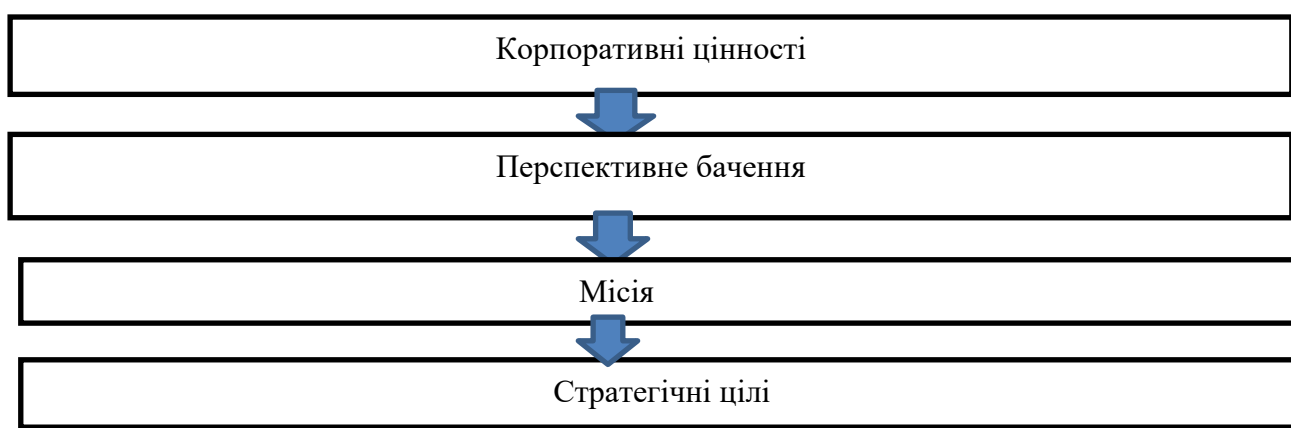 Корпоративні цінності
Перспективне бачення
Місія
Стратегічні цілі